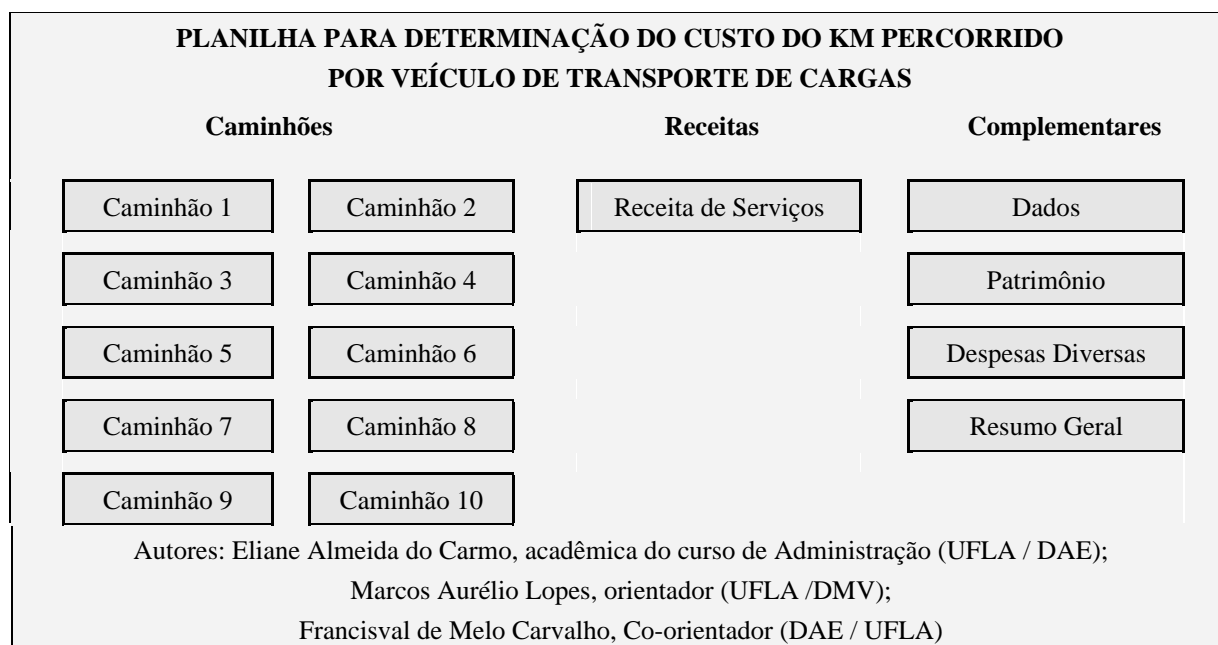 PLANILHA PARA DETERMINAÇÃO DO CUSTO DO KM PERCORRIDO
POR VEÍCULO DE TRANSPORTE DE CARGAS
Caminhões Receitas Complementares
Caminhão 1 Caminhão 2 Receita de Serviços Dados
Caminhão 3 Caminhão 4 Patrimônio
Caminhão 5 Caminhão 6 Despesas Diversas
Caminhão 7 Caminhão 8 Resumo Geral
Caminhão 9 Caminhão 10
Autores: Eliane Almeida do Carmo, acadêmica do curso de Administração (UFLA / DAE);
Marcos Aurélio Lopes, orientador (UFLA /DMV);
Francisval de Melo Carvalho, Co-orientador (DAE / UFLA)